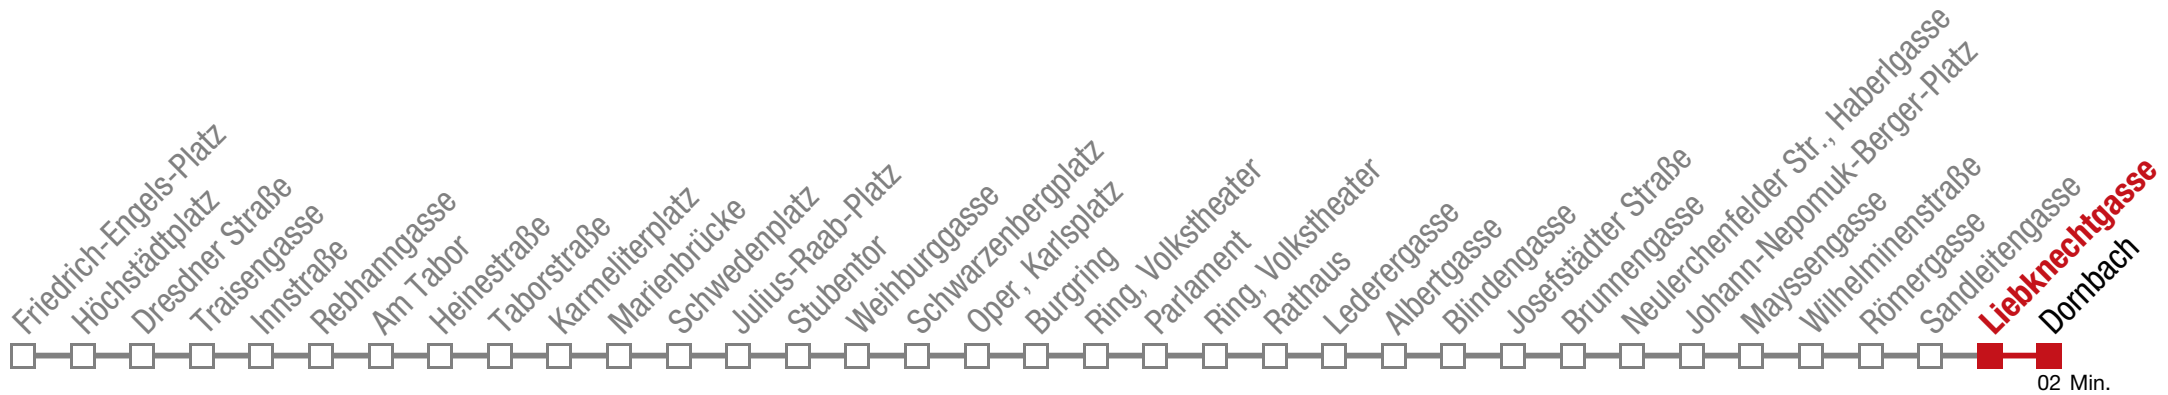 Friedrich-Engels-Platz
Höchstädtplatz
Dresdner Straße
Traisengasse
Innstraße
Rebhanngasse
Am Tabor
Heinestraße
Taborstraße
Karmeliterplatz
Marienbrücke
Schwedenplatz
Julius-Raab-Platz
Stubentor
Weihburggasse
Schwarzenbergplatz
Oper, Karlsplatz
Burgring
Ring, Volkstheater
Parlament
Ring, Volkstheater
Rathaus
Lederergasse
Albertgasse
Blindengasse
Josefstädter Straße
Brunnengasse
Neulerchenfelder Str., Haberlgasse
Johann-Nepomuk-Berger-Platz
Mayssengasse
Wilhelminenstraße
Römergasse
Sandleitengasse
Liebknechtgasse
Dornbach
02 Min.